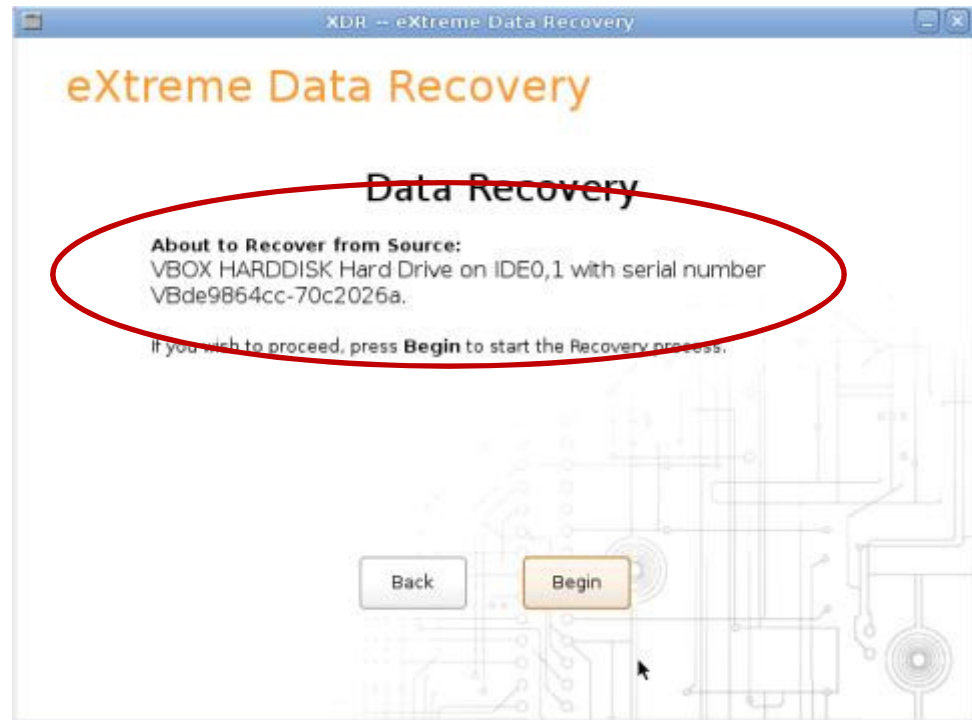 XDR -- eXtreme Data Recovery
eXtreme Data Recovery
Data Recovery
About to Recover from Source:
VBOX HARDDISK Hard Drive on IDE0,1 with serial number
VBde9864cc-70c2026a.
If you wish to proceed, press Begin to start the Recovery process.
Back
Begin